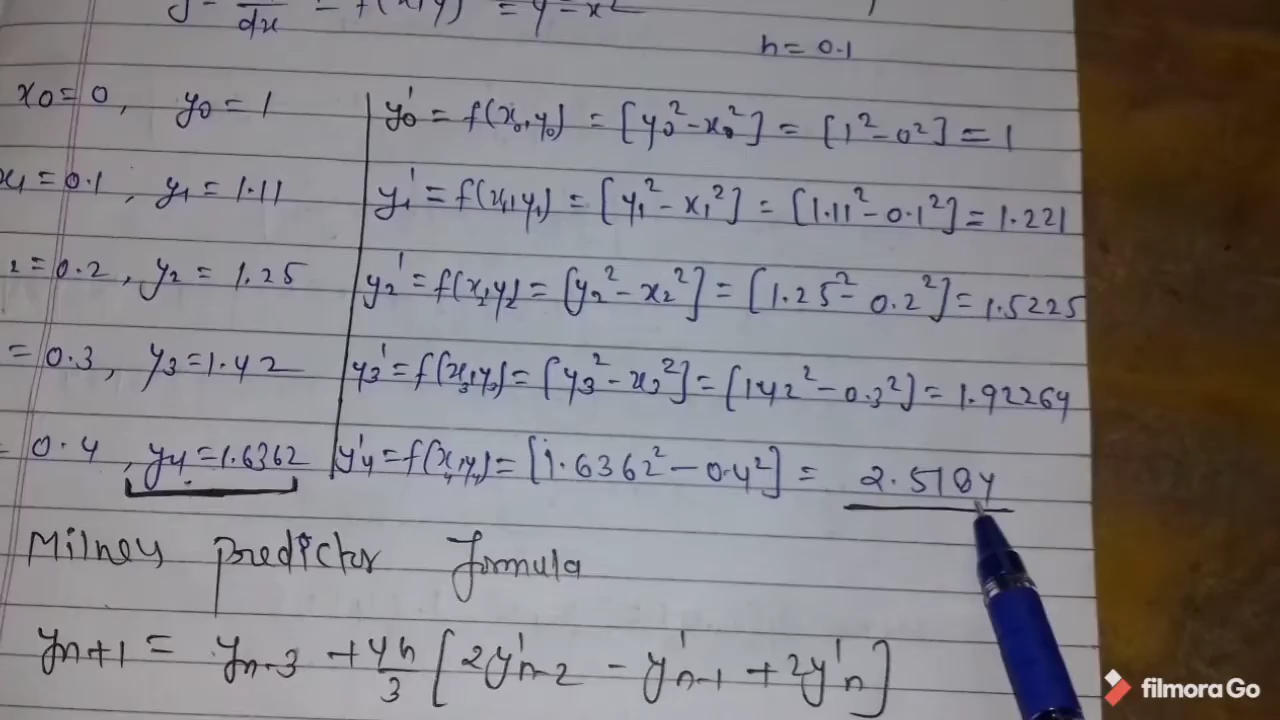 dx = f(x,y) = y² - x²
h = 0.1
x0 = 0, y0 = 1 | y0' = f(x0,y0) = [y0² - x0²] = [1² - 0²] = 1
x1 = 0.1, y1 = 1.11 y1' = f(x1,y1) = [y1² - x1²] = [1.11² - 0.1²] = 1.221
2 = 0.2, y2 = 1.25 y2' = f(x2,y2 = [y2² - x2²] = [1.25² - 0.2²] = 1.5225
= 0.3, y3 = 1.42 y3' = f(x3,y3) = [y3² - x3²] = [1.42² - 0.3²] = 1.92264
= 0.4, y4 = 1.6362 y4' = f(x4,y4) = [1.6362² - 0.4²] = 2.5184
Milney Predictor formula
yn+1 = yn-3 + 4h/3 [2y'n-2 - y'n-1 + 2y'n]
filmora Go